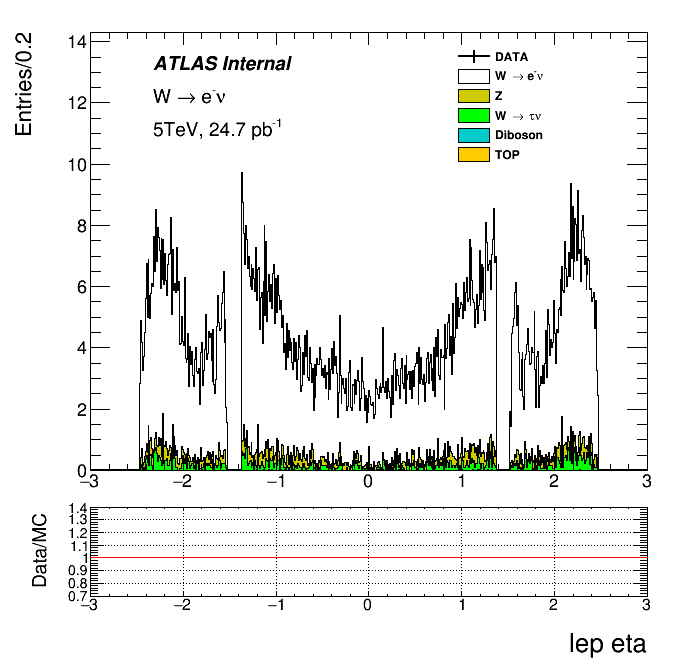 Entries/0.2
14
12
10
8
6
4
2
0
ATLAS Internal
W → e⁻ν
5TeV, 24.7 pb⁻¹
DATA
W → e⁻ν
Z
W → τν
Diboson
TOP
−3 −2 −1 0 1 2 3
Data/MC
1.4
1.3
1.2
1.1
1
0.9
0.8
0.7
−3 −2 −1 0 1 2 3
lep eta